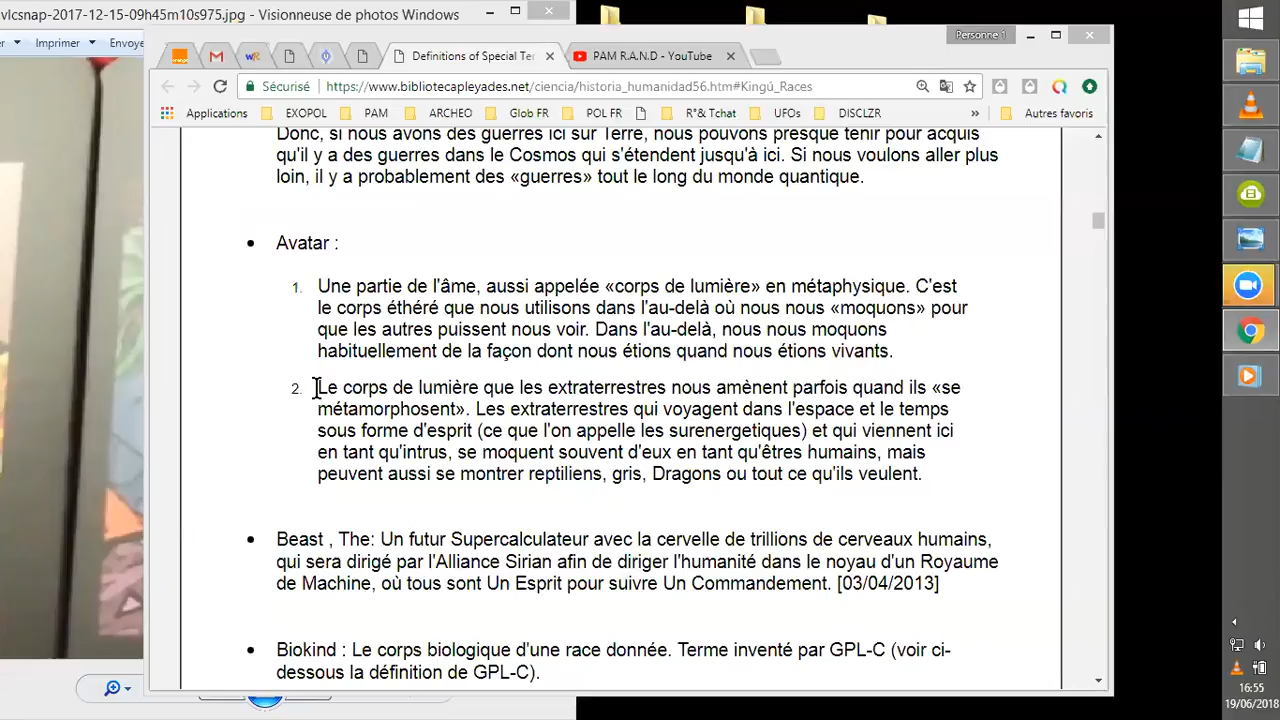 vlcsnap-2017-12-15-09h45m10s975.jpg - Visionneuse de photos Windows
Imprimer
Envoye
Personne 1
Definitions of Special Ter
PAM R.A.N.D - YouTube
Sécurisé
https://www.bibliotecapleyades.net/ciencia/historia_humanidad56.htm#Kingú_Races
Applications
EXOPOL
PAM
ARCHEO
Glob FR
POL FR
R°& Tchat
UFOs
DISCLZR
»
Autres favoris
Donc, si nous avons des guerres ici sur Terre, nous pouvons presque tenir pour acquis
qu'il y a des guerres dans le Cosmos qui s'étendent jusqu'à ici. Si nous voulons aller plus
loin, il y a probablement des «guerres» tout le long du monde quantique.
• Avatar :
1. Une partie de l'âme, aussi appelée «corps de lumière» en métaphysique. C'est
le corps éthéré que nous utilisons dans l'au-delà où nous nous «moquons» pour
que les autres puissent nous voir. Dans l'au-delà, nous nous moquons
habituellement de la façon dont nous étions quand nous étions vivants.
2. Le corps de lumière que les extraterrestres nous amènent parfois quand ils «se
métamorphosent». Les extraterrestres qui voyagent dans l'espace et le temps
sous forme d'esprit (ce que l'on appelle les surenergetiques) et qui viennent ici
en tant qu'intrus, se moquent souvent d'eux en tant qu'êtres humains, mais
peuvent aussi se montrer reptiliens, gris, Dragons ou tout ce qu'ils veulent.
• Beast , The: Un futur Supercalculateur avec la cervelle de trillions de cerveaux humains,
qui sera dirigé par l'Alliance Sirian afin de diriger l'humanité dans le noyau d'un Royaume
de Machine, où tous sont Un Esprit pour suivre Un Commandement. [03/04/2013]
• Biokind : Le corps biologique d'une race donnée. Terme inventé par GPL-C (voir ci-
dessous la définition de GPL-C).
16:55
19/06/2018